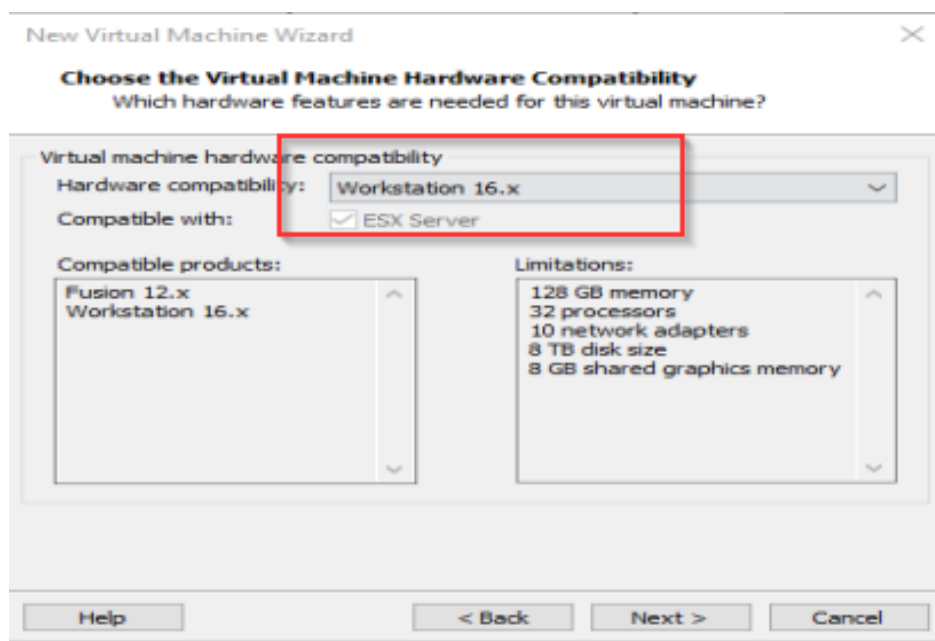 New Virtual Machine Wizard
Choose the Virtual Machine Hardware Compatibility
Which hardware features are needed for this virtual machine?
Virtual machine hardware compatibility
Hardware compatibility: Workstation 16.x
Compatible with: ESX Server
Compatible products:
Fusion 12.x
Workstation 16.x
Limitations:
128 GB memory
32 processors
10 network adapters
8 TB disk size
8 GB shared graphics memory
Help < Back Next > Cancel